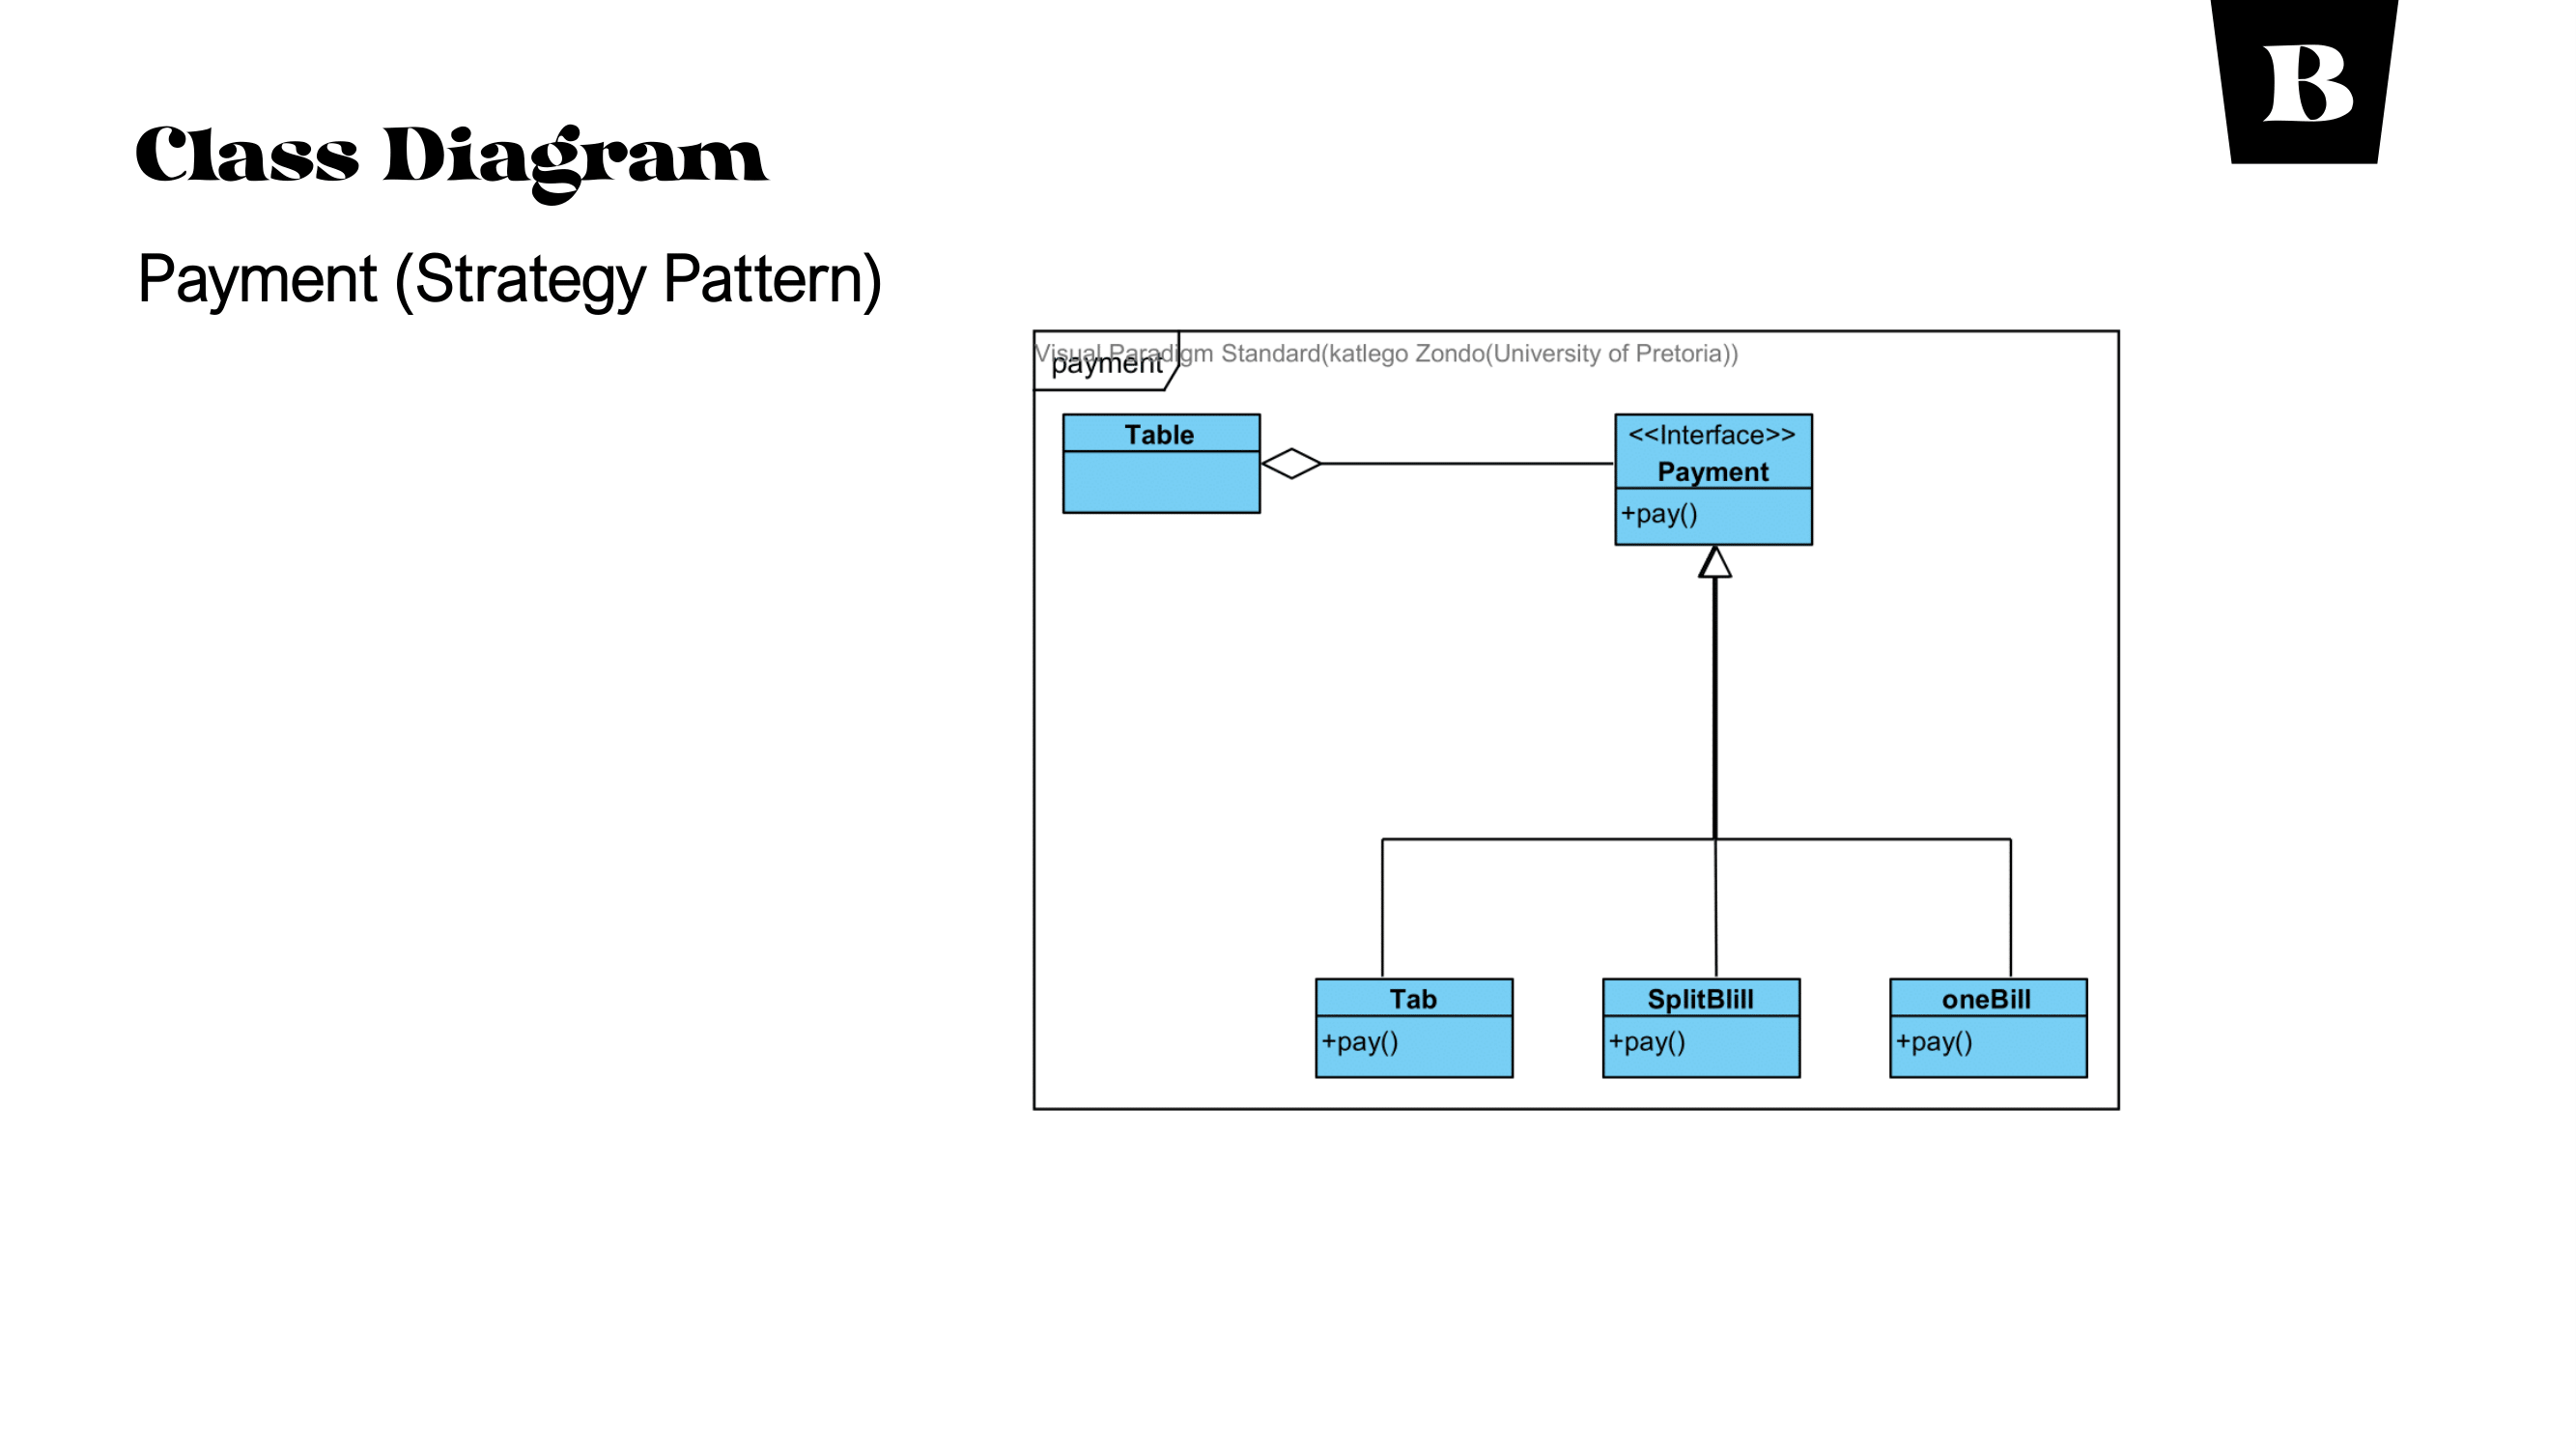 B
Class Diagram
Payment (Strategy Pattern)
Visual Paradigm Standard(katlego Zondo(University of Pretoria))
payment
Table
<<Interface>>
Payment
+pay()
Tab
+pay()
SplitBlill
+pay()
oneBill
+pay()